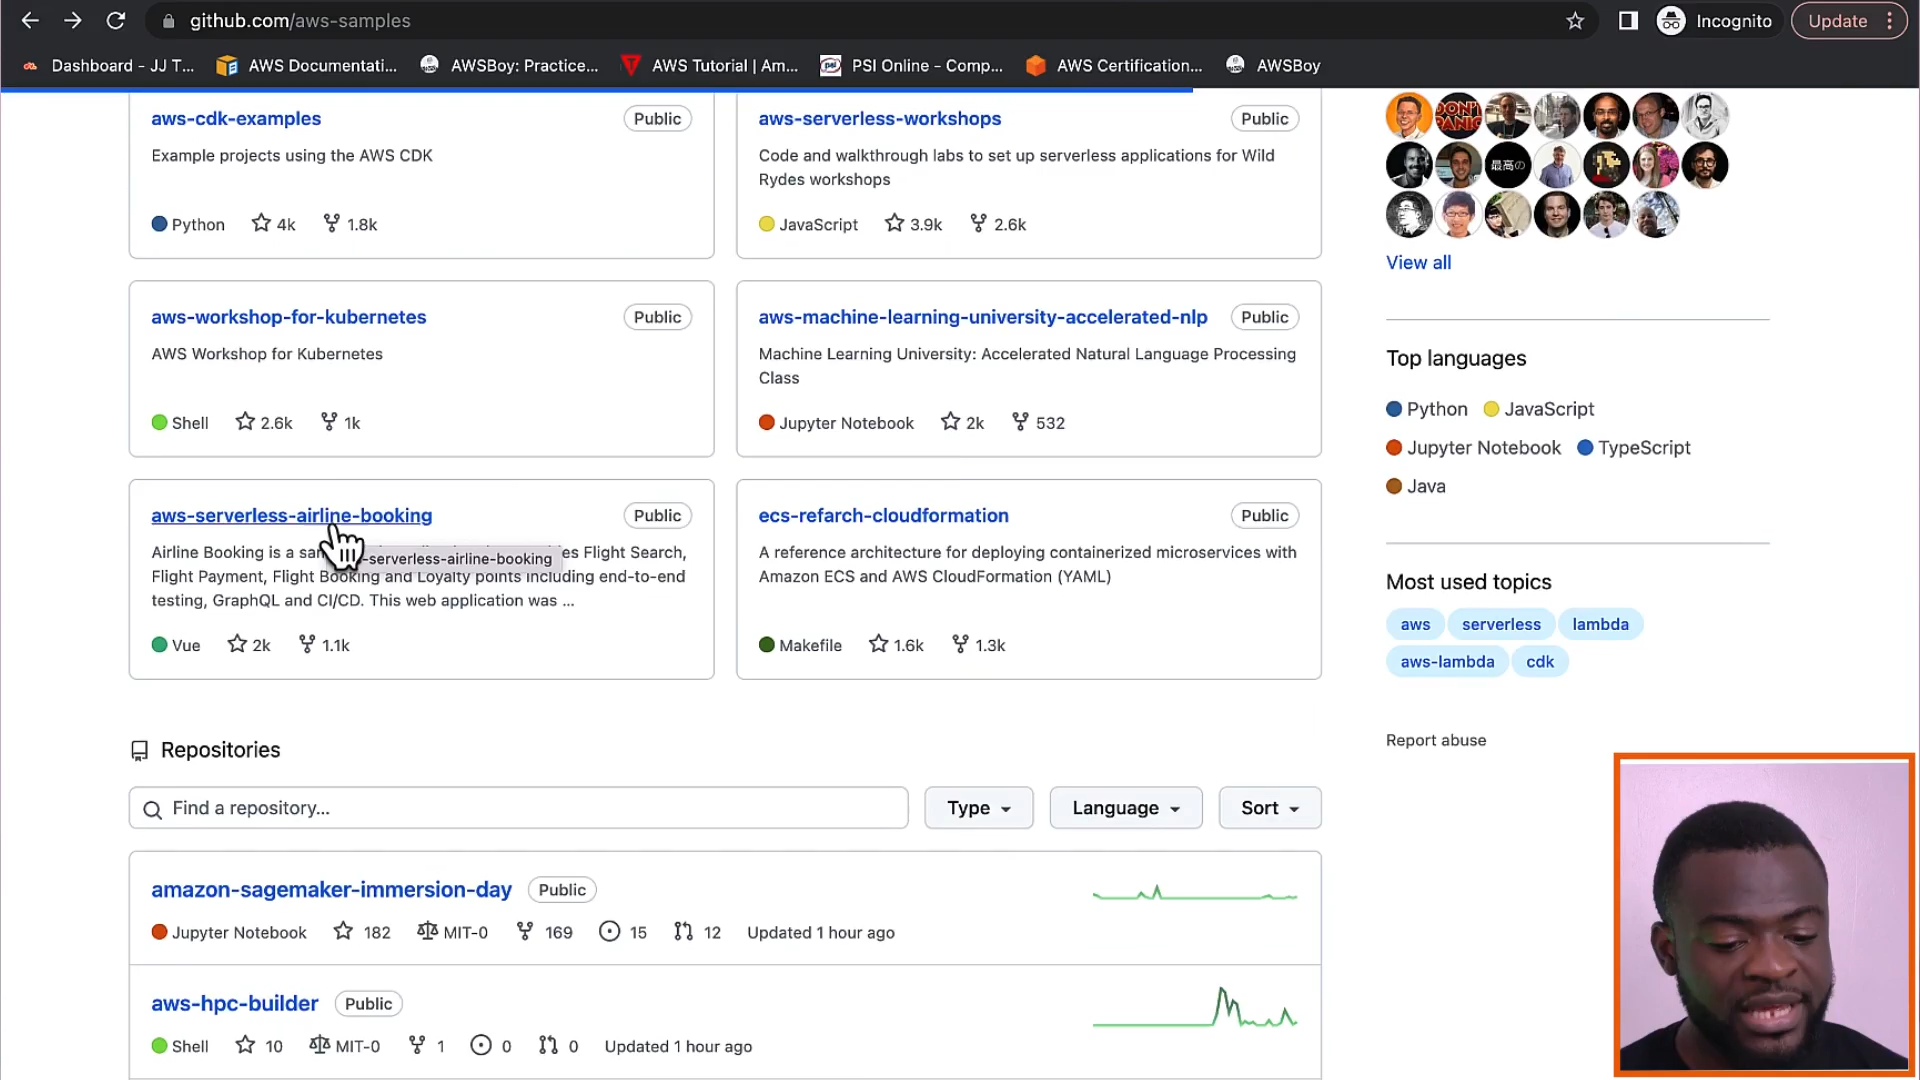 github.com/aws-samples
Incognito
Update
Dashboard - JJ T...
AWS Documentati...
AWSBoy: Practice...
AWS Tutorial | Am...
PSI Online - Comp...
AWS Certification...
AWSBoy
aws-cdk-examples
Public
Example projects using the AWS CDK
Python 4k 1.8k
aws-serverless-workshops
Public
Code and walkthrough labs to set up serverless applications for Wild
Rydes workshops
JavaScript 3.9k 2.6k
aws-workshop-for-kubernetes
Public
AWS Workshop for Kubernetes
Shell 2.6k 1k
aws-machine-learning-university-accelerated-nlp
Public
Machine Learning University: Accelerated Natural Language Processing
Class
Jupyter Notebook 2k 532
aws-serverless-airline-booking
Public
Airline Booking is a es Flight Search,
-serverless-airline-booking
Flight Payment, Flight Booking and Loyalty points including end-to-end
testing, GraphQL and CI/CD. This web application was ...
Vue 2k 1.1k
ecs-refarch-cloudformation
Public
A reference architecture for deploying containerized microservices with
Amazon ECS and AWS CloudFormation (YAML)
Makefile 1.6k 1.3k
Repositories
Find a repository...
Type
Language
Sort
amazon-sagemaker-immersion-day
Public
Jupyter Notebook 182 MIT-0 169 15 12 Updated 1 hour ago
aws-hpc-builder
Public
Shell 10 MIT-0 1 0 0 Updated 1 hour ago
DON'T
PANIC
最高の
View all
Top languages
Python JavaScript
Jupyter Notebook TypeScript
Java
Most used topics
aws serverless lambda
aws-lambda cdk
Report abuse